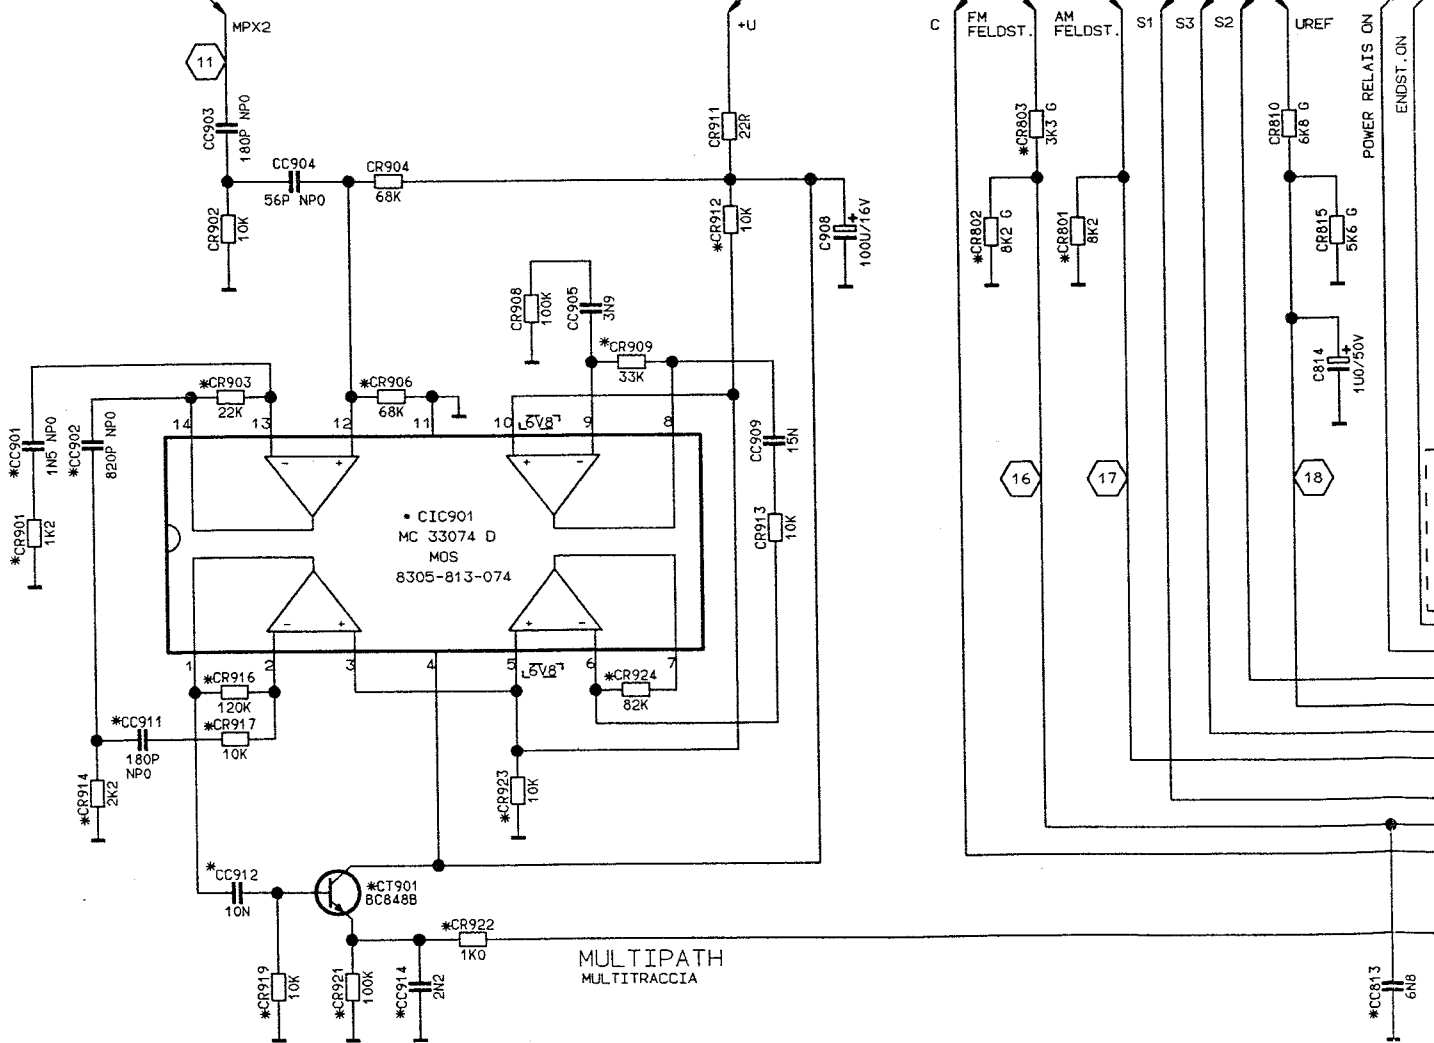 MPX2
+U
C
FM
FELDST.
AM
FELDST.
S1
S3
S2
UREF
POWER RELAIS ON
ENDST.ON
11
CC903
180P NP0
CC904
56P NP0
CR904
68K
CR902
10K
CR911
22R
*CR912
10K
C908
+
100U/16V
*CR803
3K3 G
*CR802
8K2 G
*CR801
8K2
CR810
6K8 G
CR815
5K6 G
C814
+
1U0/50V
CR908
100K
CC905
3N9
*CR909
33K
*CR903
22K
*CR906
68K
14
13
12
11
10
6V8
9
8
*CC901
1N5 NP0
*CC902
820P NP0
CC909
15N
*CR901
1K2
CR913
10K
- +
+ -
* CIC901
MC 33074 D
MOS
8305-813-074
- +
+ -
16
17
18
1
2
3
4
5
6V8
6
7
*CR916
120K
*CR924
82K
*CC911
180P
NP0
*CR917
10K
*CR914
2K2
*CR923
10K
*CC912
10N
*CT901
BC848B
*CR922
1K0
*CR919
10K
*CR921
100K
*CC914
2N2
MULTIPATH
MULTITRACCIA
*CC813
6N8